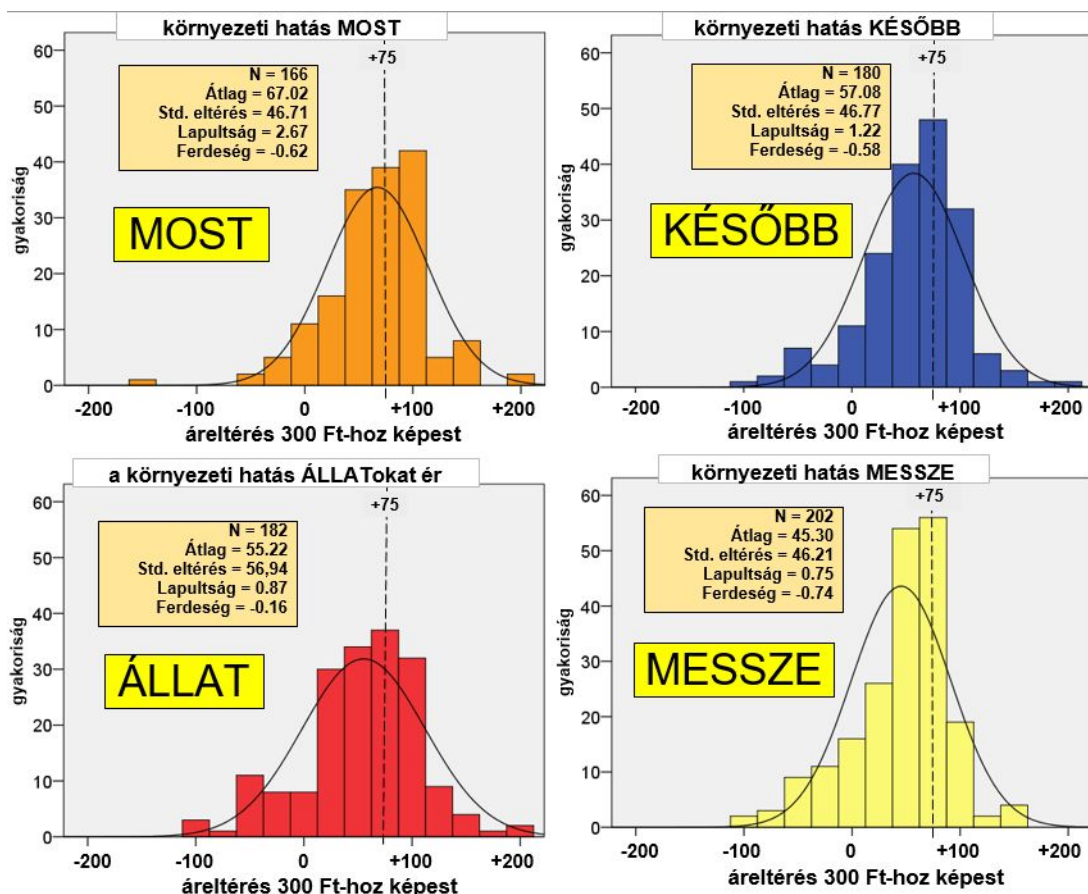 környezeti hatás MOST
+75
N = 166
Átlag = 67.02
Std. eltérés = 46.71
Lapultság = 2.67
Ferdeség = -0.62
MOST
gyakoriság
60
50
40
30
20
10
0
-200 -100 0 +100 +200
áreltérés 300 Ft-hoz képest
környezeti hatás KÉSŐBB
+75
N = 180
Átlag = 57.08
Std. eltérés = 46.77
Lapultság = 1.22
Ferdeség = -0.58
KÉSŐBB
gyakoriság
60
50
40
30
20
10
0
-200 -100 0 +100 +200
áreltérés 300 Ft-hoz képest
a környezeti hatás ÁLLATokat ér
+75
N = 182
Átlag = 55.22
Std. eltérés = 56,94
Lapultság = 0.87
Ferdeség = -0.16
ÁLLAT
gyakoriság
60
50
40
30
20
10
0
-200 -100 0 +100 +200
áreltérés 300 Ft-hoz képest
környezeti hatás MESSZE
+75
N = 202
Átlag = 45.30
Std. eltérés = 46.21
Lapultság = 0.75
Ferdeség = -0.74
MESSZE
gyakoriság
60
50
40
30
20
10
0
-200 0 +100 +200
áreltérés 300 Ft-hoz képest